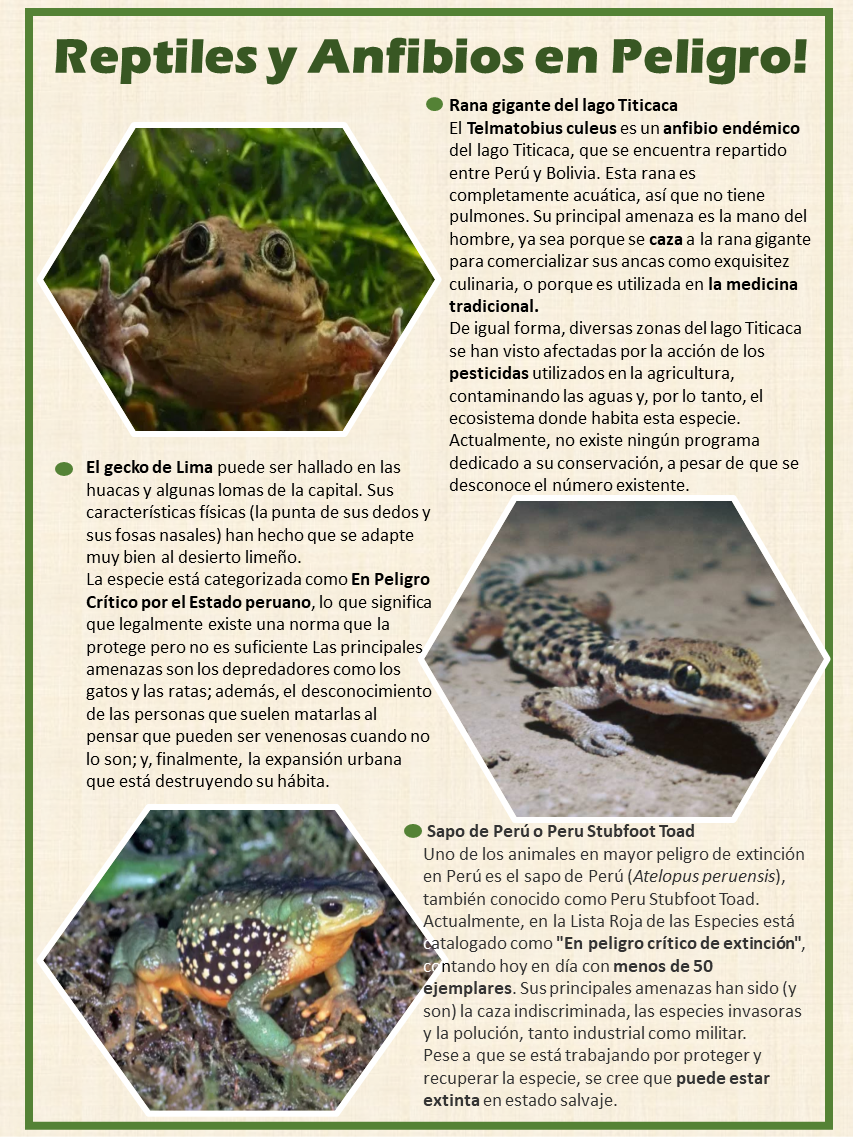 Reptiles y Anfibios en Peligro!
Rana gigante del lago Titicaca
El Telmatobius culeus es un anfibio endémico
del lago Titicaca, que se encuentra repartido
entre Perú y Bolivia. Esta rana es
completamente acuática, así que no tiene
pulmones. Su principal amenaza es la mano del
hombre, ya sea porque se caza a la rana gigante
para comercializar sus ancas como exquisitez
culinaria, o porque es utilizada en la medicina
tradicional.
De igual forma, diversas zonas del lago Titicaca
se han visto afectadas por la acción de los
pesticidas utilizados en la agricultura,
contaminando las aguas y, por lo tanto, el
ecosistema donde habita esta especie.
Actualmente, no existe ningún programa
dedicado a su conservación, a pesar de que se
desconoce el número existente.
El gecko de Lima puede ser hallado en las
huacas y algunas lomas de la capital. Sus
características físicas (la punta de sus dedos y
sus fosas nasales) han hecho que se adapte
muy bien al desierto limeño.
La especie está categorizada como En Peligro
Crítico por el Estado peruano, lo que significa
que legalmente existe una norma que la
protege pero no es suficiente Las principales
amenazas son los depredadores como los
gatos y las ratas; además, el desconocimiento
de las personas que suelen matarlas al
pensar que pueden ser venenosas cuando no
lo son; y, finalmente, la expansión urbana
que está destruyendo su hábita.
Sapo de Perú o Peru Stubfoot Toad
Uno de los animales en mayor peligro de extinción
en Perú es el sapo de Perú (Atelopus peruensis),
también conocido como Peru Stubfoot Toad.
Actualmente, en la Lista Roja de las Especies está
catalogado como "En peligro crítico de extinción",
contando hoy en día con menos de 50
ejemplares. Sus principales amenazas han sido (y
son) la caza indiscriminada, las especies invasoras
y la polución, tanto industrial como militar.
Pese a que se está trabajando por proteger y
recuperar la especie, se cree que puede estar
extinta en estado salvaje.